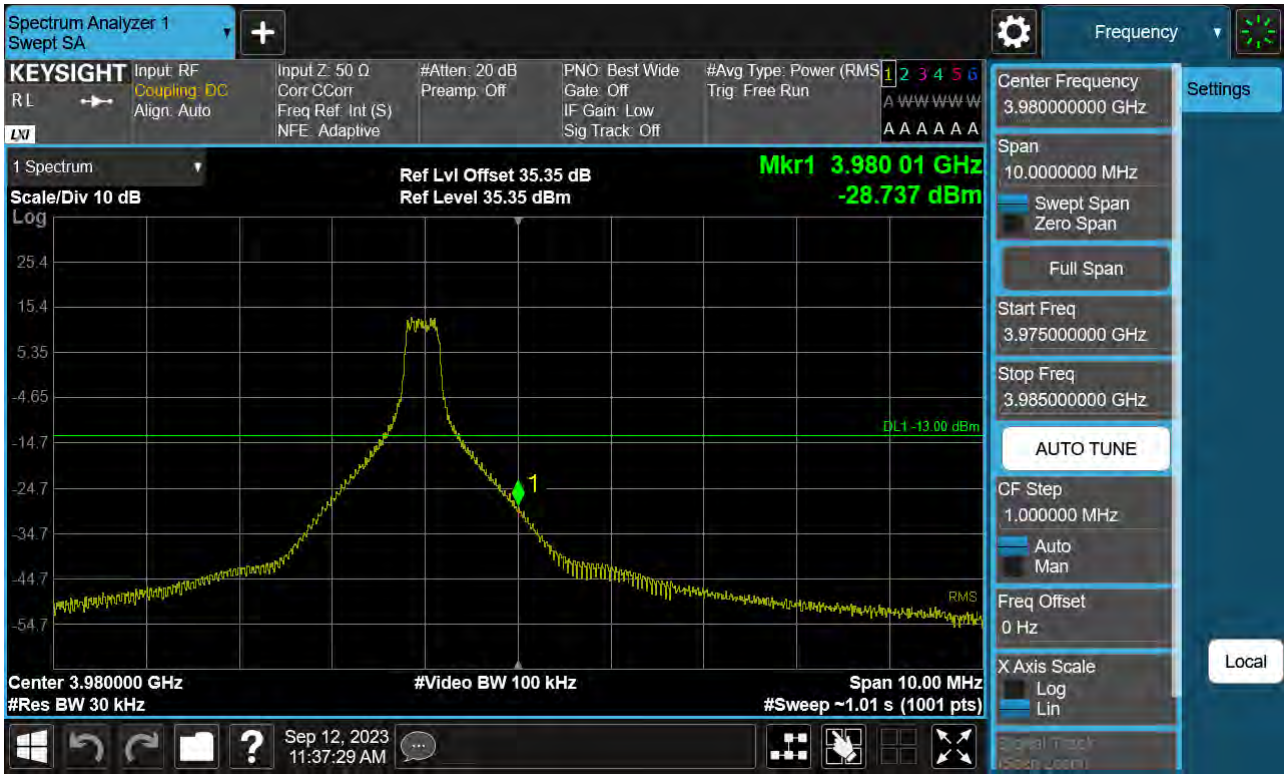 Spectrum Analyzer 1
Swept SA
+
Frequency
KEYSIGHT
RL
LXI
Input: RF
Coupling: DC
Align: Auto
Input Z: 50 Ω
Corr CCorr
Freq Ref: Int (S)
NFE: Adaptive
#Atten: 20 dB
Preamp: Off
PNO: Best Wide
Gate: Off
IF Gain: Low
Sig Track: Off
#Avg Type: Power (RMS
Trig: Free Run
1 2 3 4 5 6
A W W W W W
A A A A A A
1 Spectrum
Scale/Div 10 dB
Log
Ref Lvl Offset 35.35 dB
Ref Level 35.35 dBm
Mkr1 3.980 01 GHz
-28.737 dBm
25.4
15.4
5.35
-4.65
-14.7
-24.7
-34.7
-44.7
-54.7
DL1 -13.00 dBm
1
RMS
Center 3.980000 GHz
#Res BW 30 kHz
#Video BW 100 kHz
Span 10.00 MHz
#Sweep ~1.01 s (1001 pts)
Center Frequency
3.980000000 GHz
Settings
Span
10.0000000 MHz
Swept Span
Zero Span
Full Span
Start Freq
3.975000000 GHz
Stop Freq
3.985000000 GHz
AUTO TUNE
CF Step
1.000000 MHz
Auto
Man
Freq Offset
0 Hz
X Axis Scale
Log
Lin
Local
Signal Track
(Span Zoom)
?
Sep 12, 2023
11:37:29 AM